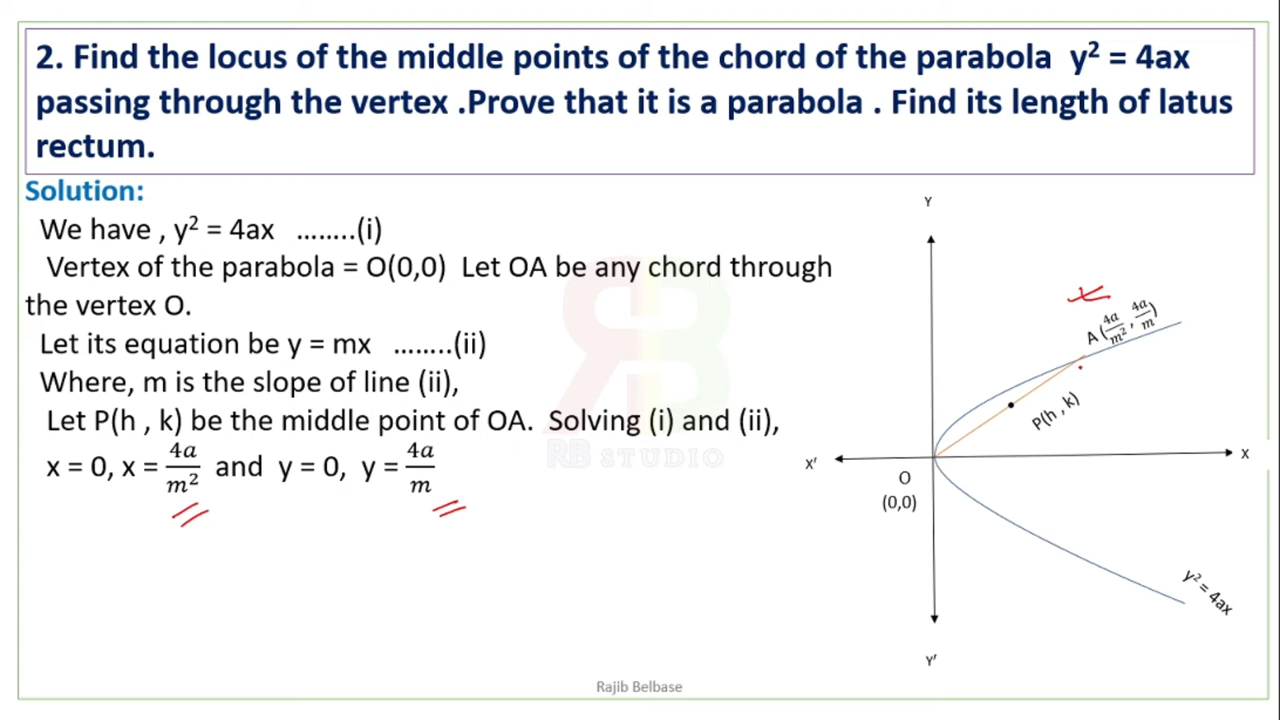 2. Find the locus of the middle points of the chord of the parabola y² = 4ax
passing through the vertex .Prove that it is a parabola . Find its length of latus
rectum.
Solution:
We have , y² = 4ax ........(i)
Vertex of the parabola = O(0,0) Let OA be any chord through
the vertex O.
Let its equation be y = mx ........(ii)
Where, m is the slope of line (ii),
Let P(h , k) be the middle point of OA. Solving (i) and (ii),
x = 0, x = 4a/m² and y = 0, y = 4a/m
RB STUDIO
Y
A (4a/m², 4a/m)
P(h , k)
X'
X
O
(0,0)
y² = 4ax
Y'
Rajib Belbase